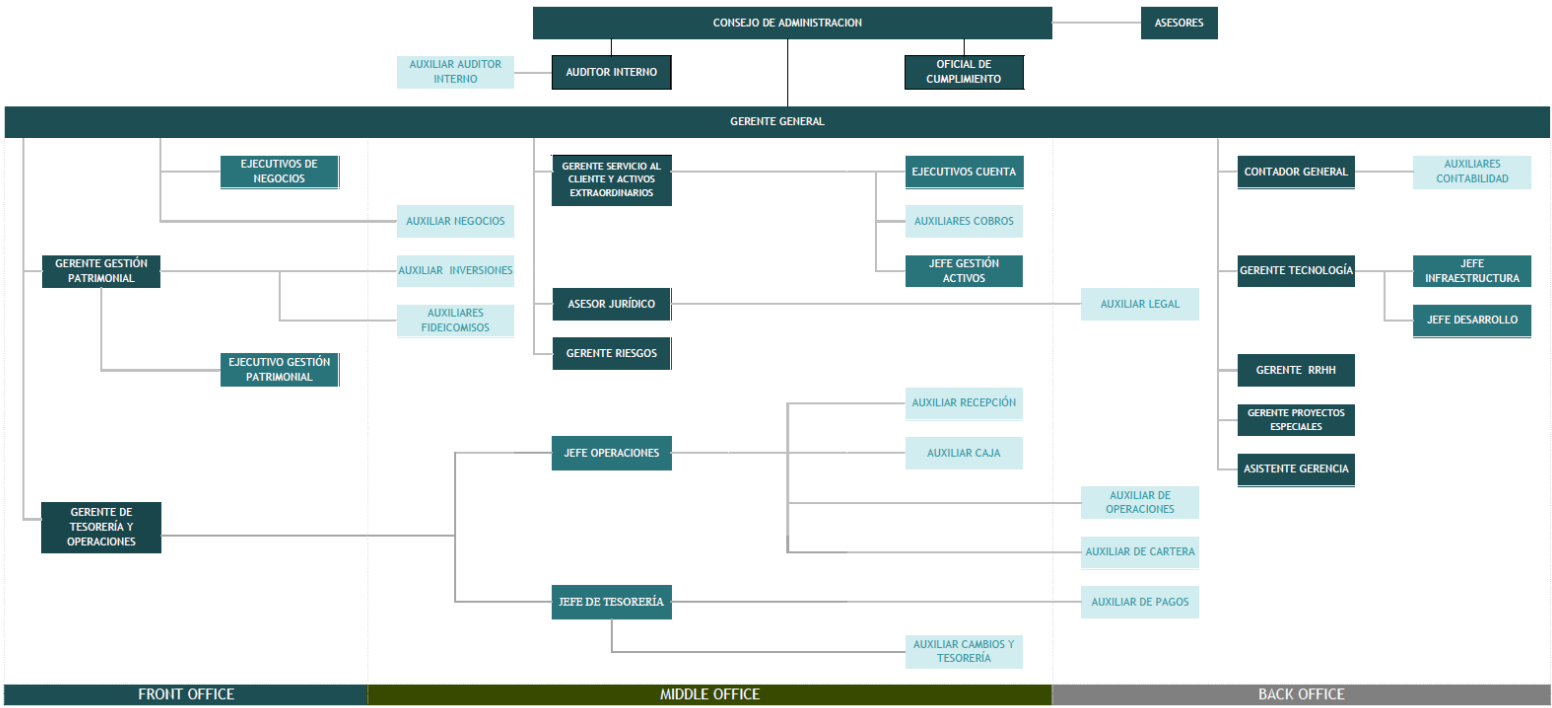 CONSEJO DE ADMINISTRACION
ASESORES
AUXILIAR AUDITOR
INTERNO
AUDITOR INTERNO
OFICIAL DE
CUMPLIMIENTO
GERENTE GENERAL
EJECUTIVOS DE
NEGOCIOS
GERENTE SERVICIO AL
CLIENTE Y ACTIVOS
EXTRAORDINARIOS
EJECUTIVOS CUENTA
CONTADOR GENERAL
AUXILIARES
CONTABILIDAD
AUXILIAR NEGOCIOS
AUXILIARES COBROS
GERENTE GESTIÓN
PATRIMONIAL
AUXILIAR  INVERSIONES
JEFE GESTIÓN
ACTIVOS
GERENTE TECNOLOGÍA
JEFE
INFRAESTRUCTURA
AUXILIARES
FIDEICOMISOS
ASESOR JURÍDICO
AUXILIAR LEGAL
JEFE DESARROLLO
EJECUTIVO GESTIÓN
PATRIMONIAL
GERENTE RIESGOS
GERENTE  RRHH
AUXILIAR RECEPCIÓN
GERENTE PROYECTOS
ESPECIALES
JEFE OPERACIONES
AUXILIAR CAJA
ASISTENTE GERENCIA
GERENTE DE
TESORERÍA Y
OPERACIONES
AUXILIAR DE
OPERACIONES
AUXILIAR DE CARTERA
JEFE DE TESORERÍA
AUXILIAR DE PAGOS
AUXILIAR CAMBIOS Y
TESORERÍA
FRONT OFFICE
MIDDLE OFFICE
BACK OFFICE